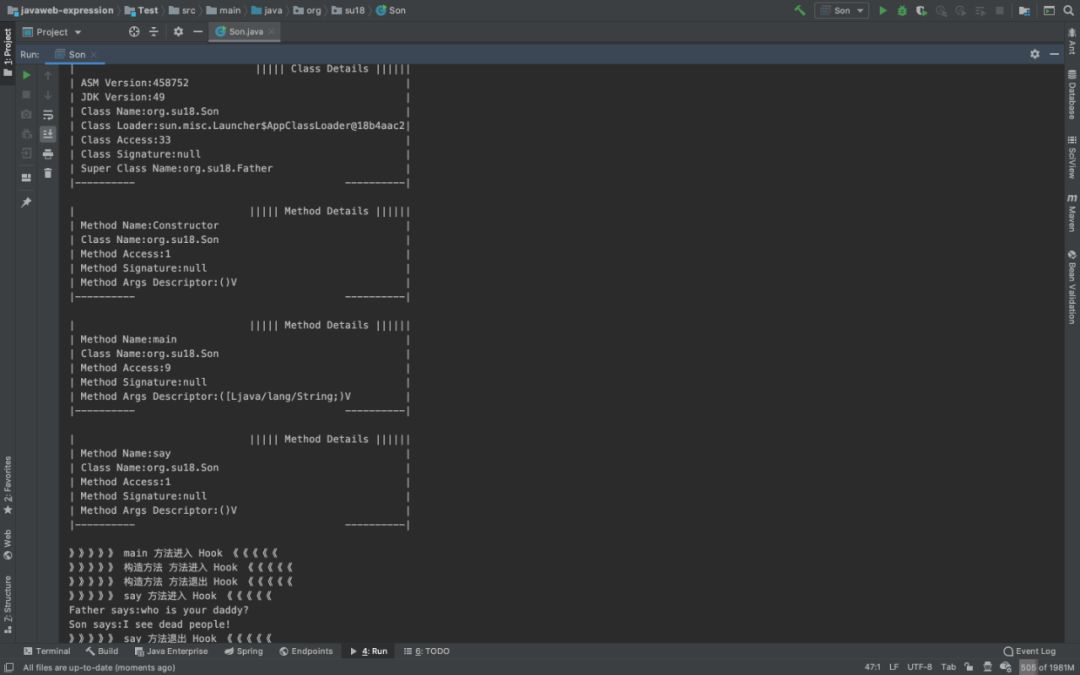 javaweb-expression Test src main java org su18 Son
Son
Project
Son.java
Run: Son
||||| Class Details ||||||
| ASM Version:458752 |
| JDK Version:49 |
| Class Name:org.su18.Son |
| Class Loader:sun.misc.Launcher$AppClassLoader@18b4aac2|
| Class Access:33 |
| Class Signature:null |
| Super Class Name:org.su18.Father |
|---------- ----------|
| ||||| Method Details ||||||
| Method Name:Constructor |
| Class Name:org.su18.Son |
| Method Access:1 |
| Method Signature:null |
| Method Args Descriptor:()V |
|---------- ----------|
| ||||| Method Details ||||||
| Method Name:main |
| Class Name:org.su18.Son |
| Method Access:9 |
| Method Signature:null |
| Method Args Descriptor:([Ljava/lang/String;)V |
|---------- ----------|
| ||||| Method Details ||||||
| Method Name:say |
| Class Name:org.su18.Son |
| Method Access:1 |
| Method Signature:null |
| Method Args Descriptor:()V |
|---------- ----------|
》》》》》 main 方法进入 Hook 《《《《《
》》》》》 构造方法 方法进入 Hook 《《《《《
》》》》》 构造方法 方法退出 Hook 《《《《《
》》》》》 say 方法进入 Hook 《《《《《
Father says:who is your daddy?
Son says:I see dead people!
》》》》》 say 方法退出 Hook 《《《《《
1: Project
2: Favorites
Web
7: Structure
Ant
Database
SciView
m Maven
Bean Validation
Terminal Build Java Enterprise Spring Endpoints 4: Run 6: TODO Event Log
All files are up-to-date (moments ago) 47:1 LF UTF-8 Tab 505 of 1981M